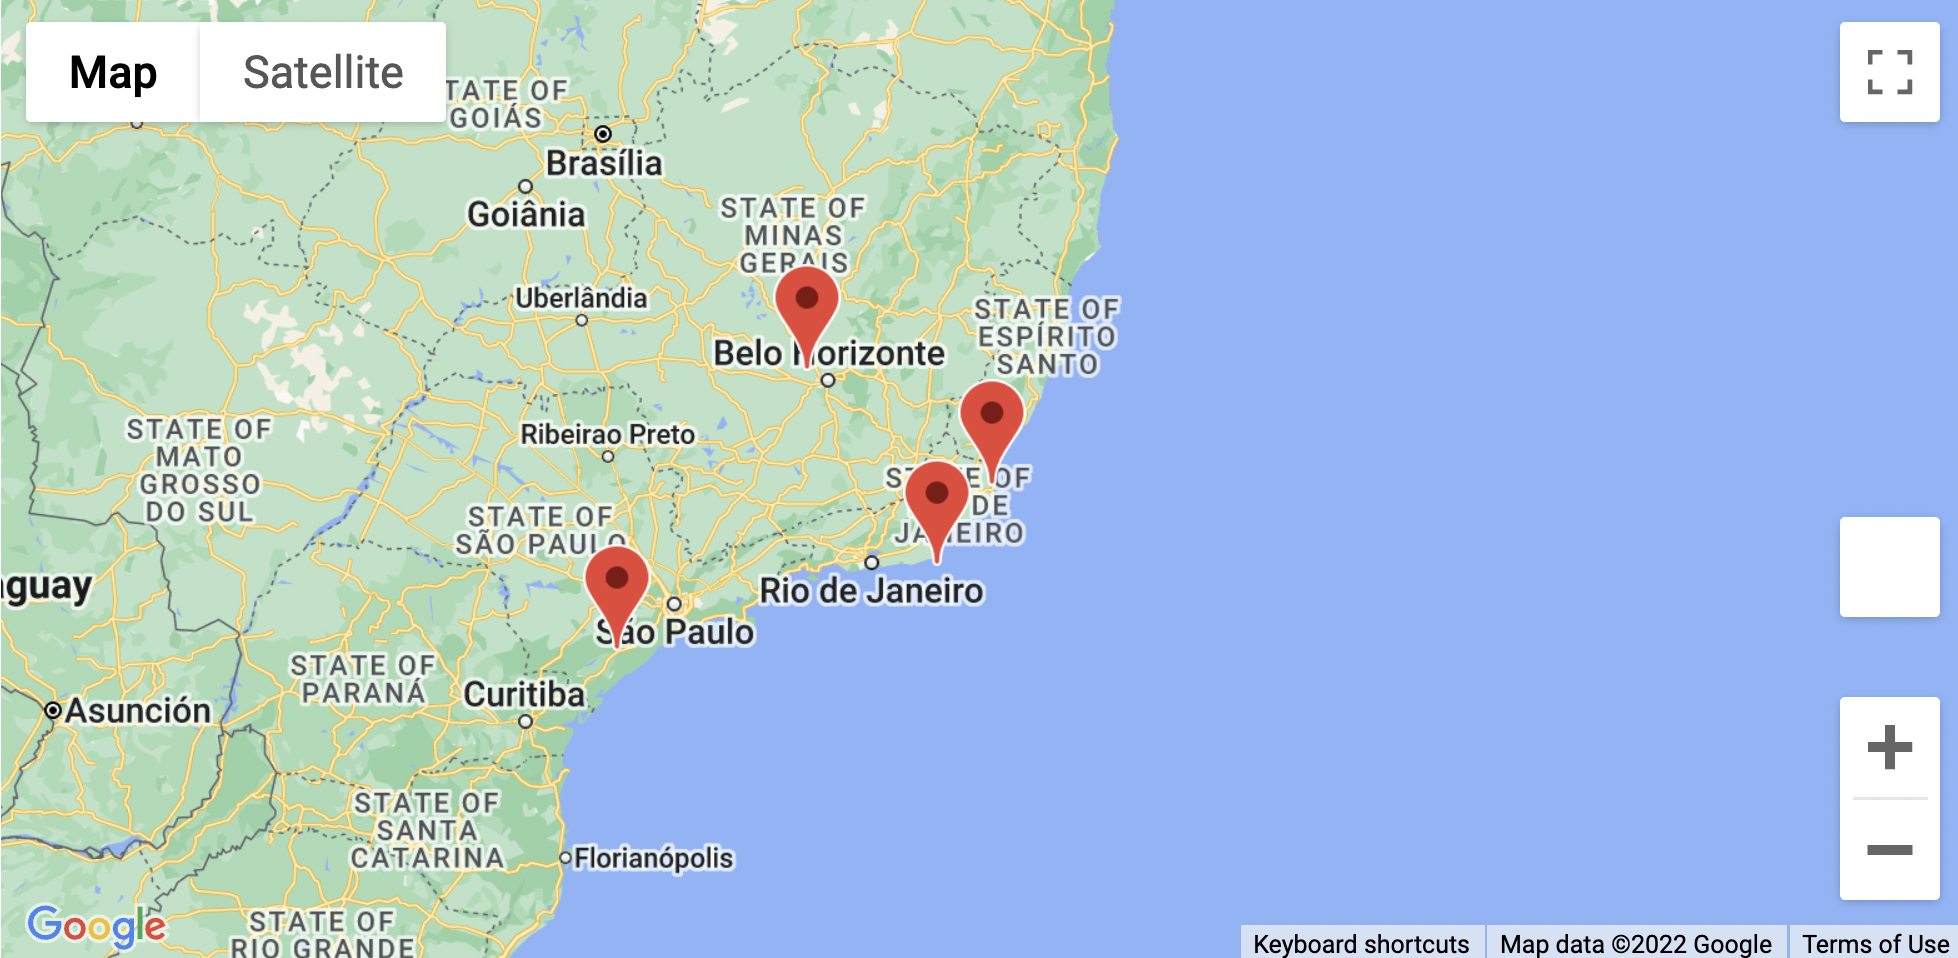 Map
Satellite
TATE OF
GOIÁS
Brasília
Goiânia
STATE OF
MINAS
GERAIS
Uberlândia
STATE OF
ESPÍRITO
SANTO
Belo Horizonte
STATE OF
MATO
GROSSO
DO SUL
Ribeirao Preto
STATE OF
DE
JANEIRO
STATE OF
SÃO PAULO
aguay
Rio de Janeiro
São Paulo
STATE OF
PARANÁ
Curitiba
Asunción
STATE OF
SANTA
CATARINA
Florianópolis
STATE OF
RIO GRANDE
Google
Keyboard shortcuts
Map data ©2022 Google
Terms of Use